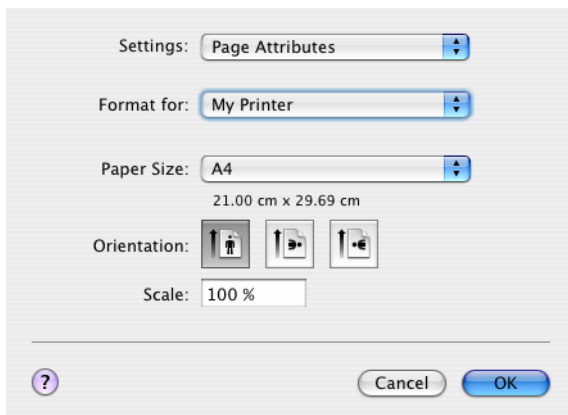 Settings: Page Attributes
Format for: My Printer
Paper Size: A4
21.00 cm x 29.69 cm
Orientation:
Scale: 100 %
? Cancel OK